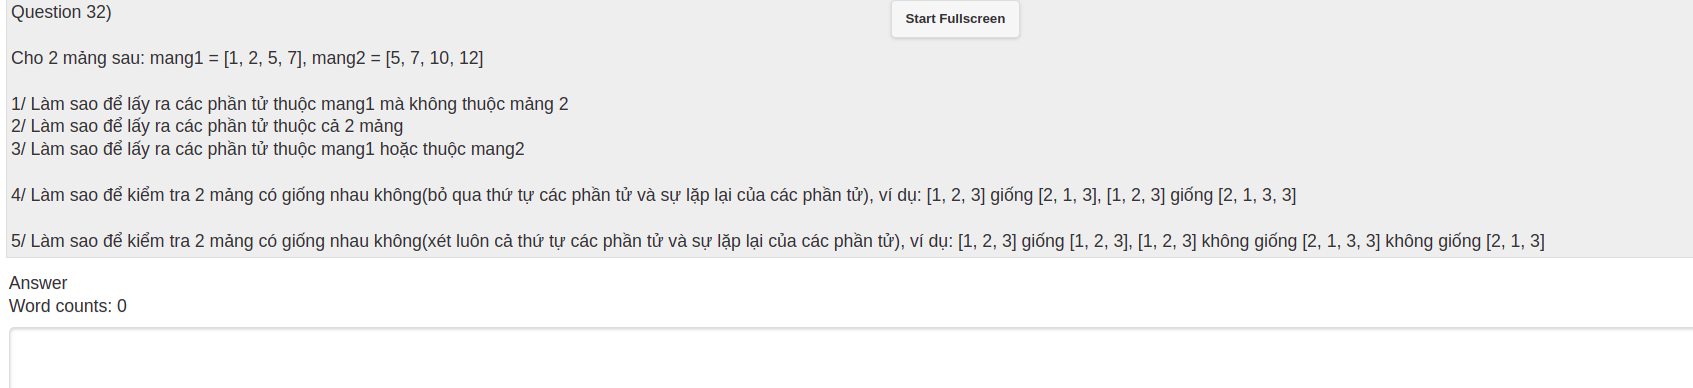 Question 32)
Start Fullscreen
Cho 2 mảng sau: mang1 = [1, 2, 5, 7], mang2 = [5, 7, 10, 12]
1/ Làm sao để lấy ra các phần tử thuộc mang1 mà không thuộc mảng 2
2/ Làm sao để lấy ra các phần tử thuộc cả 2 mảng
3/ Làm sao để lấy ra các phần tử thuộc mang1 hoặc thuộc mang2
4/ Làm sao để kiểm tra 2 mảng có giống nhau không(bỏ qua thứ tự các phần tử và sự lặp lại của các phần tử), ví dụ: [1, 2, 3] giống [2, 1, 3], [1, 2, 3] giống [2, 1, 3, 3]
5/ Làm sao để kiểm tra 2 mảng có giống nhau không(xét luôn cả thứ tự các phần tử và sự lặp lại của các phần tử), ví dụ: [1, 2, 3] giống [1, 2, 3], [1, 2, 3] không giống [2, 1, 3, 3] không giống [2, 1, 3]
Answer
Word counts: 0